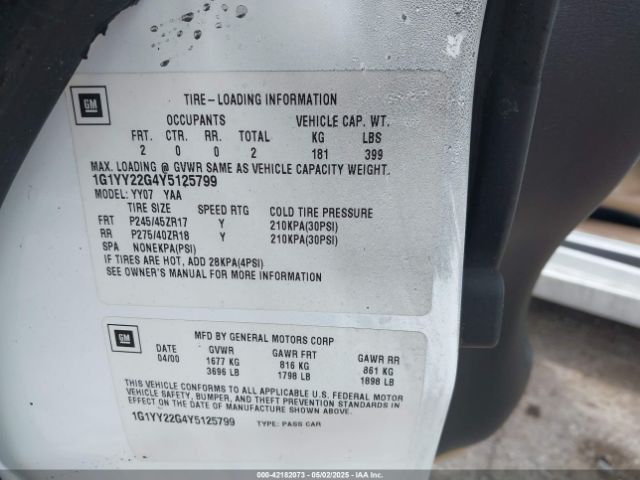 GM
TIRE-LOADING INFORMATION
OCCUPANTS VEHICLE CAP. WT.
FRT. CTR. RR. TOTAL KG LBS
2 0 0 2 181 399
MAX. LOADING @ GVWR SAME AS VEHICLE CAPACITY WEIGHT.
1G1YY22G4Y5125799
MODEL: YY07 YAA
TIRE SIZE SPEED RTG COLD TIRE PRESSURE
FRT P245/45ZR17 Y 210KPA(30PSI)
RR P275/40ZR18 Y 210KPA(30PSI)
SPA NONEKPA(PSI)
IF TIRES ARE HOT, ADD 28KPA(4PSI)
SEE OWNER'S MANUAL FOR MORE INFORMATION
GM
MFD BY GENERAL MOTORS CORP
DATE GVWR GAWR FRT GAWR RR
04/00 1677 KG 816 KG 861 KG
3696 LB 1798 LB 1898 LB
THIS VEHICLE CONFORMS TO ALL APPLICABLE U.S. FEDERAL MOTOR
VEHICLE SAFETY, BUMPER, AND THEFT PREVENTION STANDARDS IN
EFFECT ON THE DATE OF MANUFACTURE SHOWN ABOVE.
1G1YY22G4Y5125799 TYPE: PASS CAR
000-42182073 - 05/02/2025 - IAAI.COM